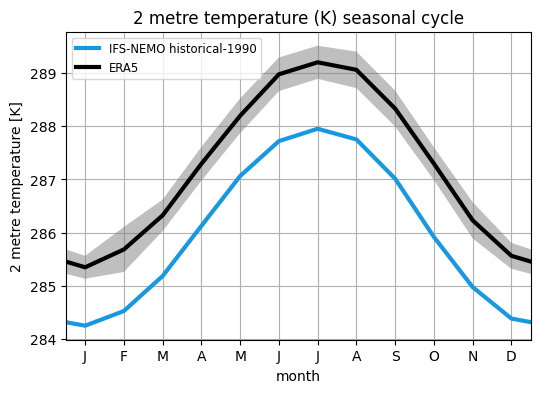 2 metre temperature (K) seasonal cycle
IFS-NEMO historical-1990
ERA5
2 metre temperature [K]
289
288
287
286
285
284
J F M A M J J A S O N D
month